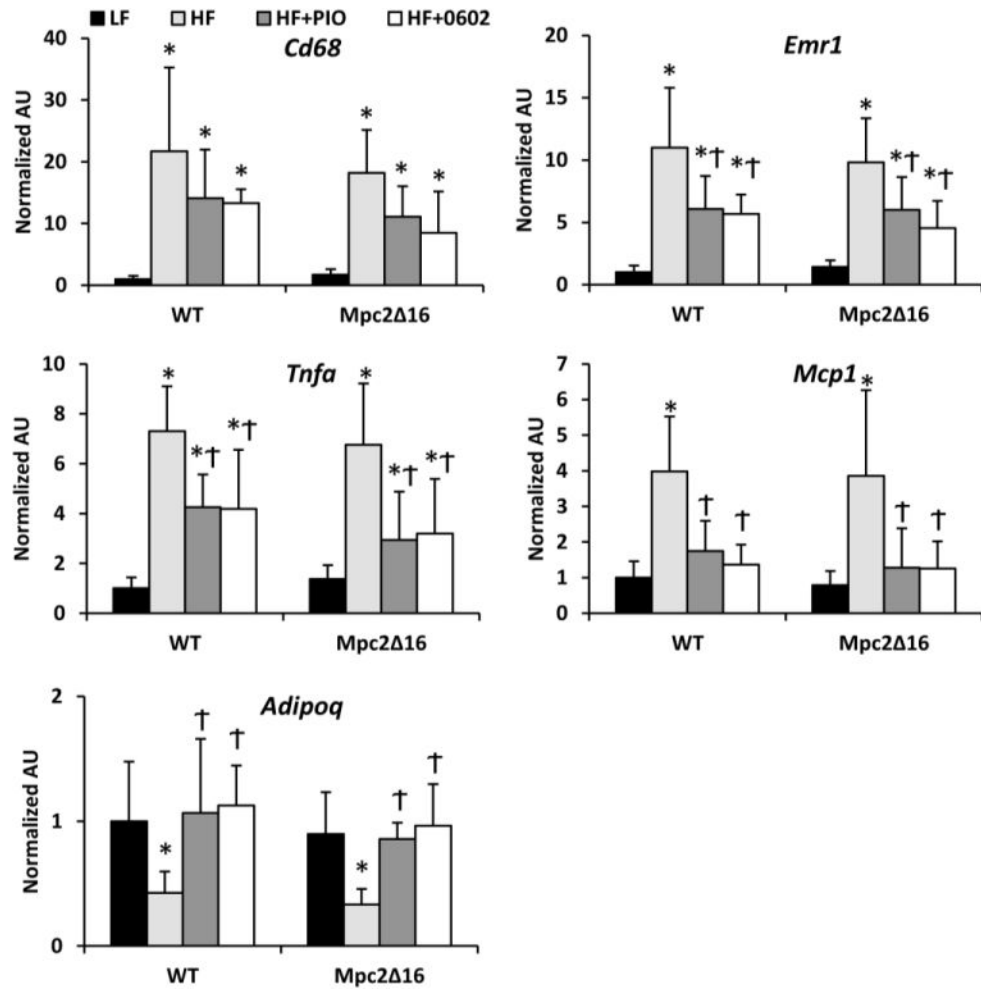 LF HF HF+PIO HF+0602
Cd68
Normalized AU
40
30
20
10
0
* * * * * *
WT Mpc2Δ16
Emr1
Normalized AU
20
15
10
5
0
* *† *† * *† *†
WT Mpc2Δ16
Tnfa
Normalized AU
10
8
6
4
2
0
* *† *† * *† *†
WT Mpc2Δ16
Mcp1
Normalized AU
7
6
5
4
3
2
1
0
* † † * † †
WT Mpc2Δ16
Adipoq
Normalized AU
2
1
0
* † † * † †
WT Mpc2Δ16